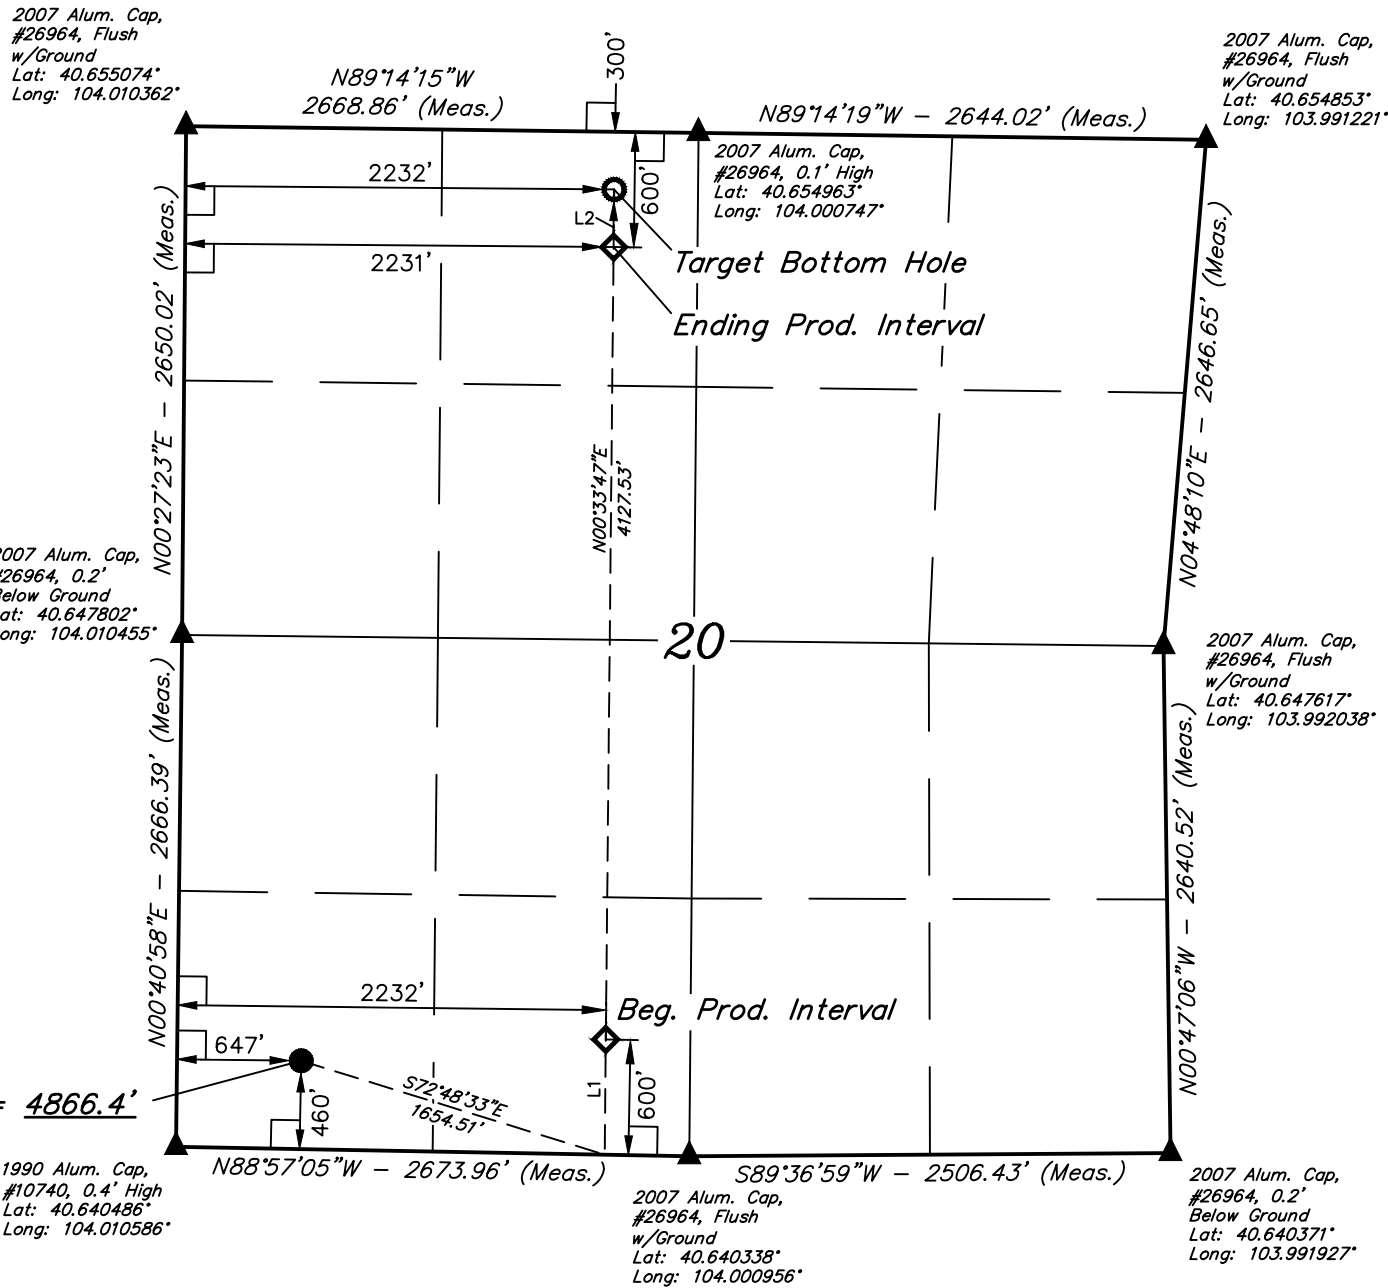 2007 Alum. Cap,
#26964, Flush
w/Ground
Lat: 40.655074°
Long: 104.010362°
N89°14'15"W
2668.86' (Meas.)
300'
N89°14'19"W - 2644.02' (Meas.)
2007 Alum. Cap,
#26964, Flush
w/Ground
Lat: 40.654853°
Long: 103.991221°
2007 Alum. Cap,
#26964, 0.1' High
Lat: 40.654963°
Long: 104.000747°
2232'
600'
L2
2231'
Target Bottom Hole
Ending Prod. Interval
N00°27'23"E - 2650.02' (Meas.)
N04°48'10"E - 2646.65' (Meas.)
N00°33'47"E
4127.53'
2007 Alum. Cap,
#26964, 0.2'
Below Ground
Lat: 40.647802°
Long: 104.010455°
20
2007 Alum. Cap,
#26964, Flush
w/Ground
Lat: 40.647617°
Long: 103.992038°
N00°40'58"E - 2666.39' (Meas.)
N00°47'06"W - 2640.52' (Meas.)
2232'
Beg. Prod. Interval
647'
= 4866.4'
460'
S72°48'33"E
1654.51'
L1
600'
1990 Alum. Cap,
#10740, 0.4' High
Lat: 40.640486°
Long: 104.010586°
N88°57'05"W - 2673.96' (Meas.)
S89°36'59"W - 2506.43' (Meas.)
2007 Alum. Cap,
#26964, Flush
w/Ground
Lat: 40.640338°
Long: 104.000956°
2007 Alum. Cap,
#26964, 0.2'
Below Ground
Lat: 40.640371°
Long: 103.991927°